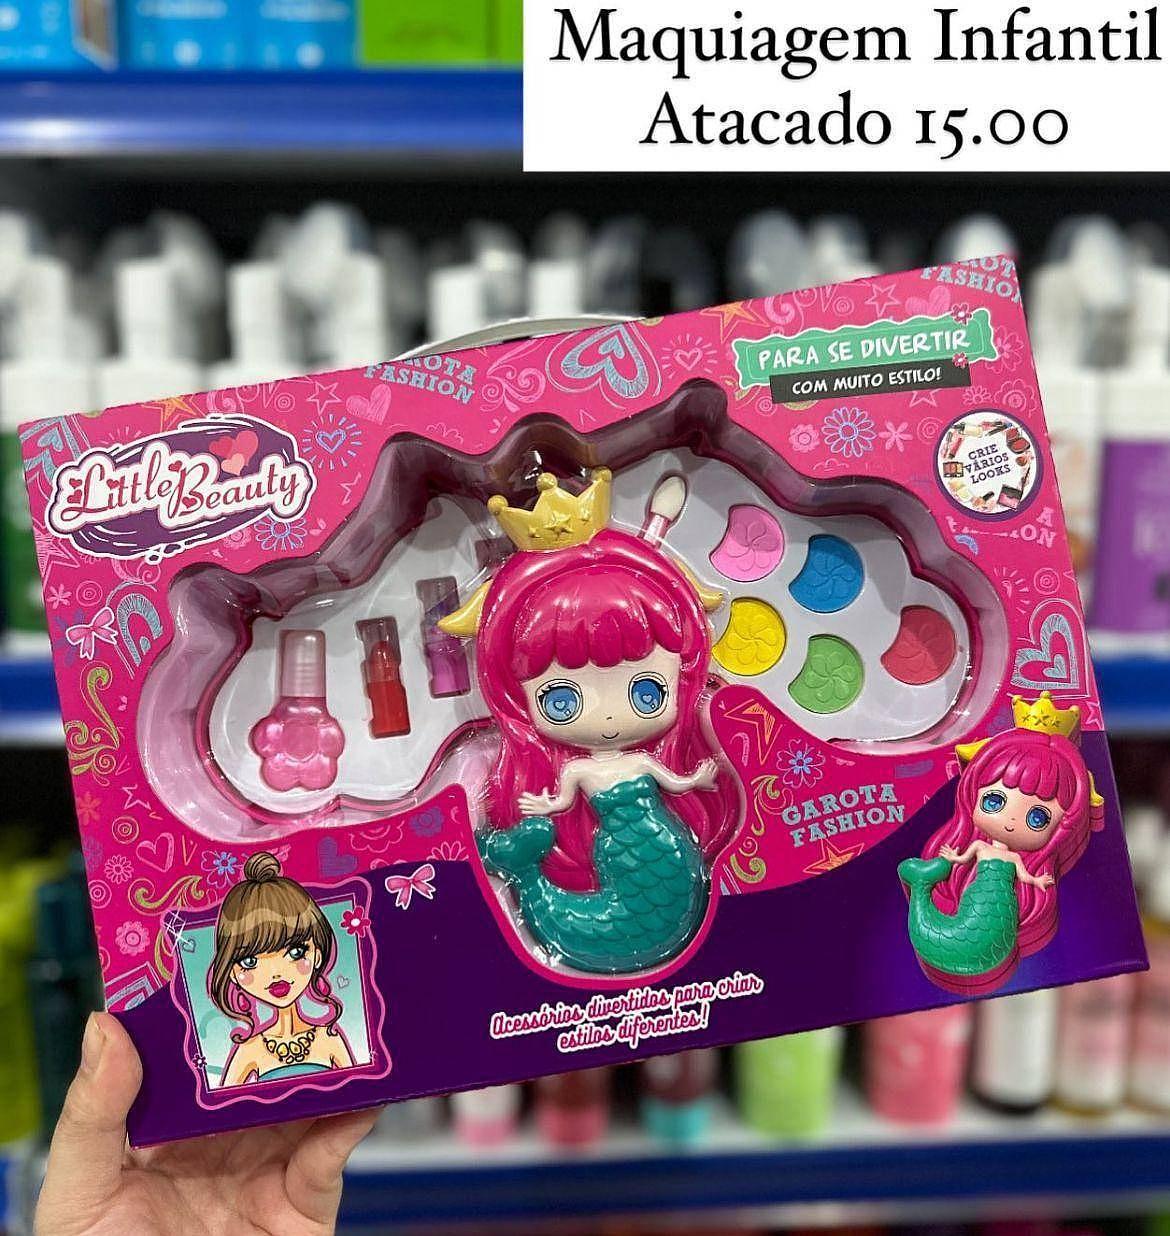 Maquiagem Infantil
Atacado 15.00
FASHION
FASHION
PARA SE DIVERTIR
COM MUITO ESTILO!
Little Beauty
CRIE
VÁRIOS
LOOKS
GAROTA
FASHION
Acessórios divertidos para criar
estilos diferentes!